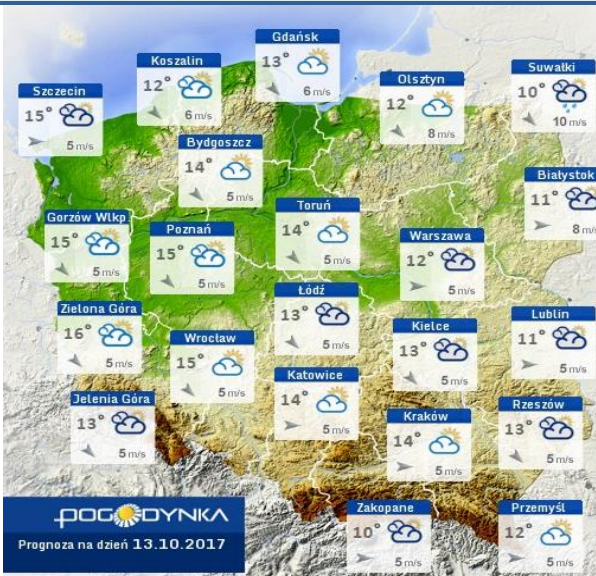 Gdańsk
13°
6 m/s
Koszalin
12°
6 m/s
Suwałki
10°
10 m/s
Olsztyn
12°
8 m/s
Szczecin
15°
5 m/s
Bydgoszcz
14°
5 m/s
Białystok
11°
8 m/s
Toruń
14°
5 m/s
Gorzów Wlkp
15°
5 m/s
Poznań
15°
5 m/s
Warszawa
12°
5 m/s
Łódź
13°
5 m/s
Zielona Góra
16°
5 m/s
Lublin
11°
5 m/s
Kielce
13°
5 m/s
Wrocław
15°
5 m/s
Katowice
14°
5 m/s
Jelenia Góra
13°
5 m/s
Rzeszów
13°
5 m/s
Kraków
14°
5 m/s
Zakopane
10°
5 m/s
Przemyśl
12°
5 m/s
POGODYNKA
Prognoza na dzień 13.10.2017